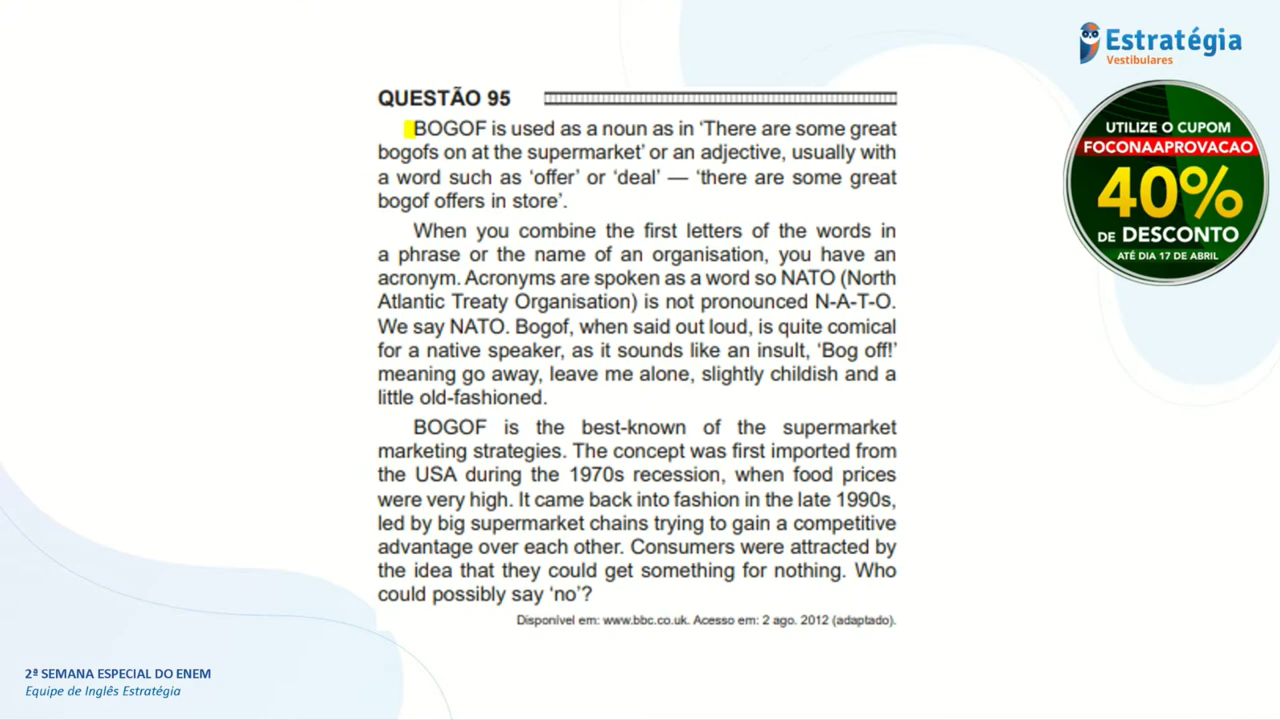 Estratégia
Vestibulares
UTILIZE O CUPOM
FOCONAAPROVACAO
40%
DE DESCONTO
ATÉ DIA 17 DE ABRIL
QUESTÃO 95
BOGOF is used as a noun as in ‘There are some great
bogofs on at the supermarket’ or an adjective, usually with
a word such as ‘offer’ or ‘deal’ — ‘there are some great
bogof offers in store’.
When you combine the first letters of the words in
a phrase or the name of an organisation, you have an
acronym. Acronyms are spoken as a word so NATO (North
Atlantic Treaty Organisation) is not pronounced N-A-T-O.
We say NATO. Bogof, when said out loud, is quite comical
for a native speaker, as it sounds like an insult, ‘Bog off!’
meaning go away, leave me alone, slightly childish and a
little old-fashioned.
BOGOF is the best-known of the supermarket
marketing strategies. The concept was first imported from
the USA during the 1970s recession, when food prices
were very high. It came back into fashion in the late 1990s,
led by big supermarket chains trying to gain a competitive
advantage over each other. Consumers were attracted by
the idea that they could get something for nothing. Who
could possibly say ‘no’?
Disponível em: www.bbc.co.uk. Acesso em: 2 ago. 2012 (adaptado).
2ª SEMANA ESPECIAL DO ENEM
Equipe de Inglês Estratégia